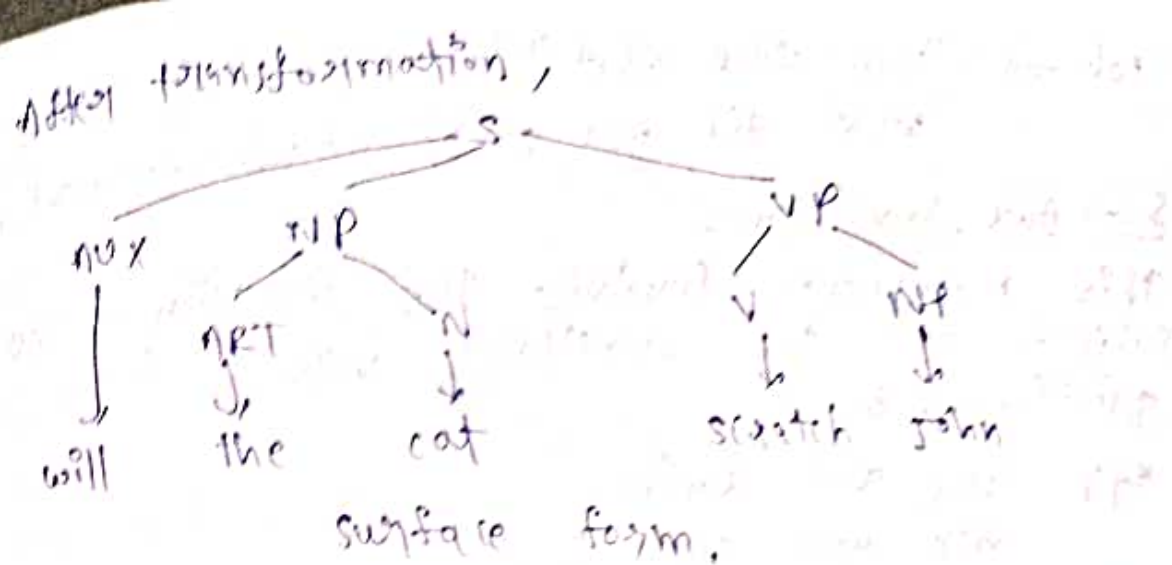 After transformation,
S
AUX NP VP
ART N V NP
will the cat scratch John
surface form.